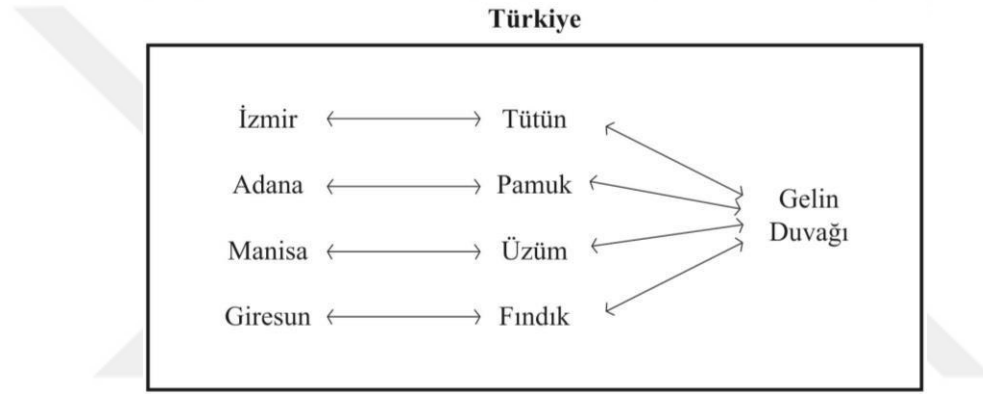 Türkiye
İzmir Tütün
Adana Pamuk
Gelin
Duvağı
Manisa Üzüm
Giresun Fındık